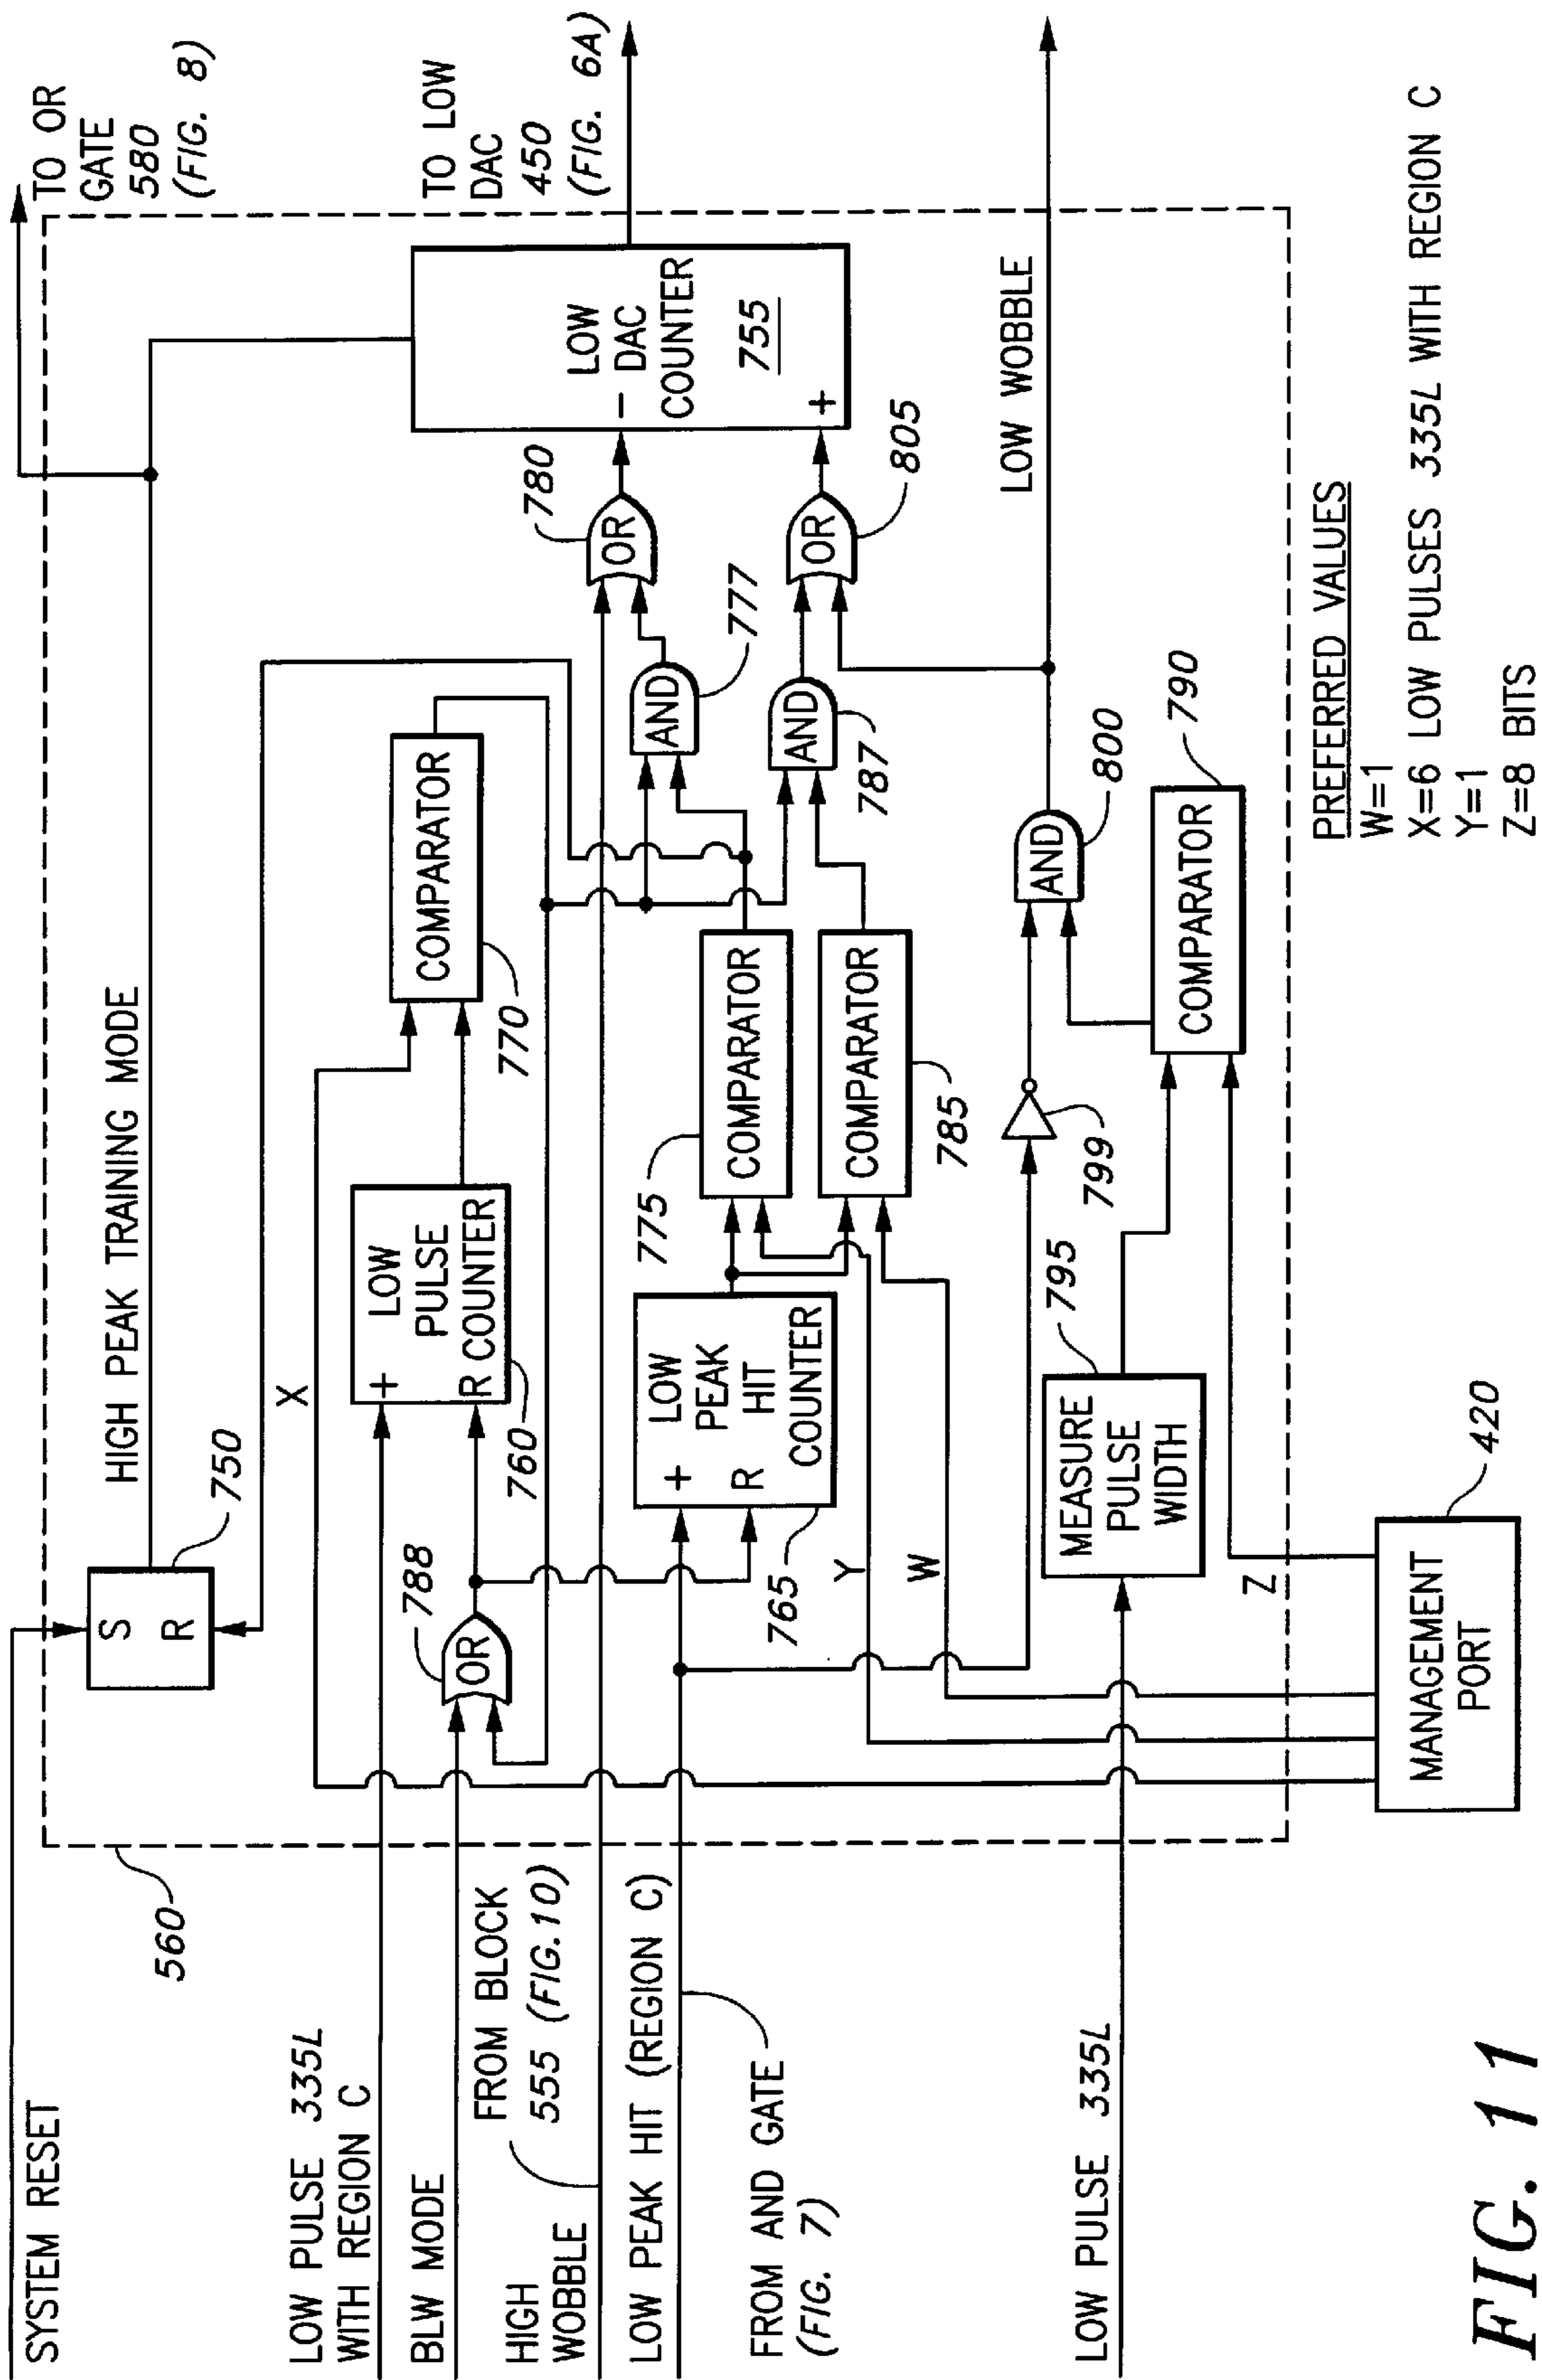 SYSTEM RESET
LOW PULSE 335L
WITH REGION C
BLW MODE
HIGH
WOBBLE
FROM BLOCK
555 (FIG.10)
LOW PEAK HIT (REGION C)
FROM AND GATE
(FIG. 7)
LOW PULSE 335L
560
S
R
750
HIGH PEAK TRAINING MODE
TO OR
GATE
580
(FIG. 8)
X
+ LOW
PULSE
R COUNTER
760
788
OR
COMPARATOR
770
+ LOW
PEAK
R HIT
COUNTER
765
Y
W
Z
775
COMPARATOR
COMPARATOR
785
AND
777
AND
787
OR
780
OR
805
-
+
LOW
DAC
COUNTER
755
TO LOW
DAC
450
(FIG. 6A)
MEASURE
PULSE
WIDTH
795
799
AND
800
COMPARATOR
790
LOW WOBBLE
MANAGEMENT
PORT
420
PREFERRED VALUES
W=1
X=6 LOW PULSES 335L WITH REGION C
Y=1
Z=8 BITS
FIG. 11